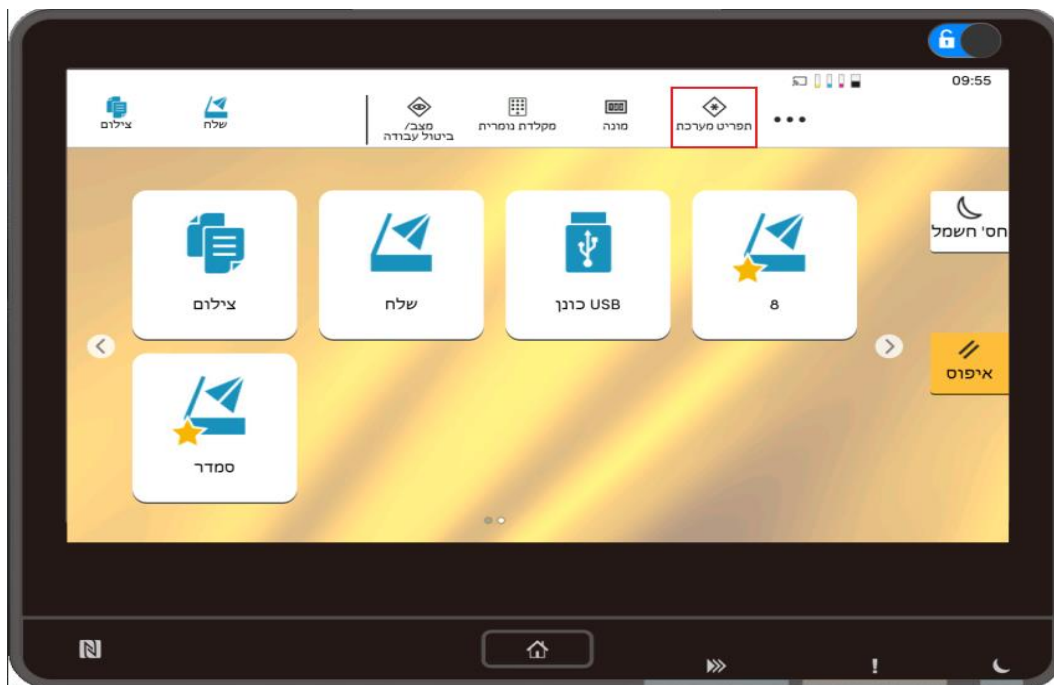 09:55
צילום
שלח
מצב/
ביטול עבודה
מקלדת נומרית
מונה
תפריט מערכת
חס' חשמל
צילום
שלח
כונן USB
8
איפוס
סמדר